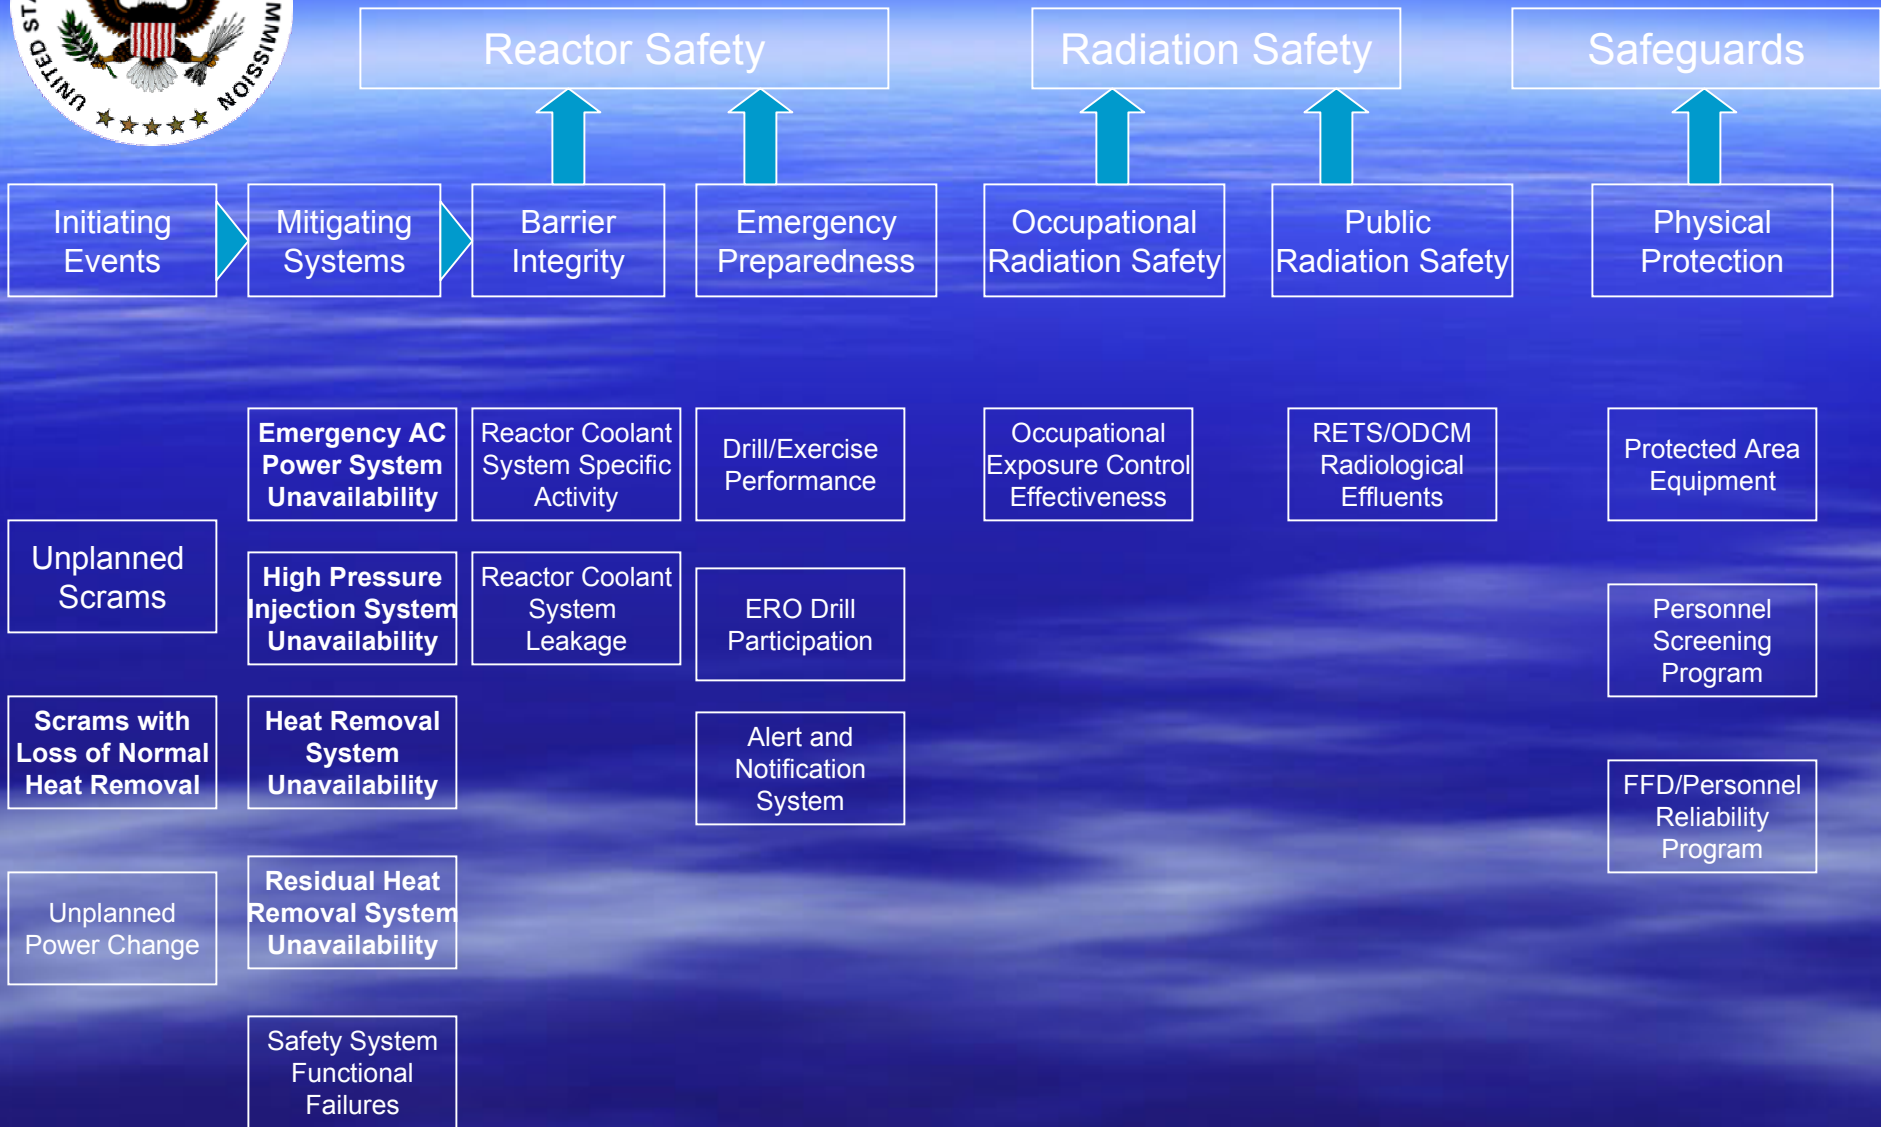 UNITED STA
MMISSION
Reactor Safety
Radiation Safety
Safeguards
Initiating
Events
Mitigating
Systems
Barrier
Integrity
Emergency
Preparedness
Occupational
Radiation Safety
Public
Radiation Safety
Physical
Protection
Unplanned
Scrams
Scrams with
Loss of Normal
Heat Removal
Unplanned
Power Change
Emergency AC
Power System
Unavailability
High Pressure
Injection System
Unavailability
Heat Removal
System
Unavailability
Residual Heat
Removal System
Unavailability
Safety System
Functional
Failures
Reactor Coolant
System Specific
Activity
Reactor Coolant
System
Leakage
Drill/Exercise
Performance
ERO Drill
Participation
Alert and
Notification
System
Occupational
Exposure Control
Effectiveness
RETS/ODCM
Radiological
Effluents
Protected Area
Equipment
Personnel
Screening
Program
FFD/Personnel
Reliability
Program